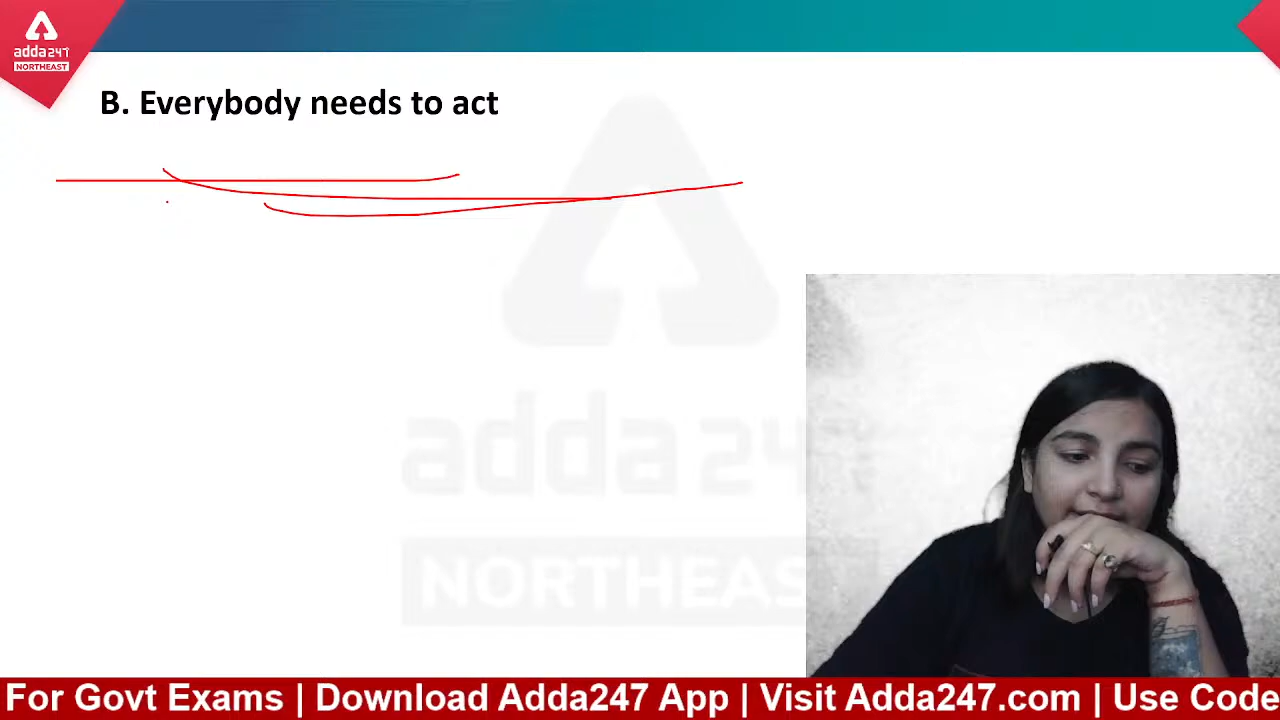 adda247
NORTHEAST
B. Everybody needs to act
adda247
NORTHEAST
For Govt Exams | Download Adda247 App | Visit Adda247.com | Use Code